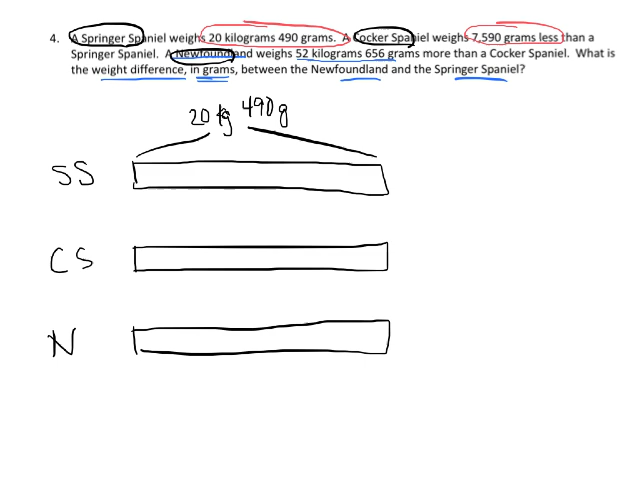 4. A Springer Spaniel weighs 20 kilograms 490 grams. A Cocker Spaniel weighs 7,590 grams less than a
Springer Spaniel. A Newfoundland weighs 52 kilograms 656 grams more than a Cocker Spaniel. What is
the weight difference, in grams, between the Newfoundland and the Springer Spaniel?
20 kg 490 g
SS
CS
N